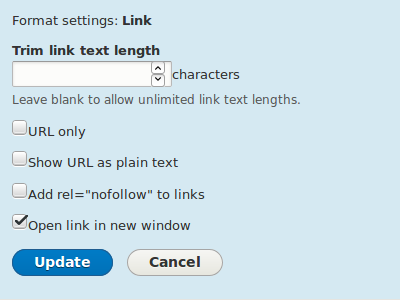 Format settings: Link
Trim link text length
characters
Leave blank to allow unlimited link text lengths.
URL only
Show URL as plain text
Add rel="nofollow" to links
Open link in new window
Update Cancel